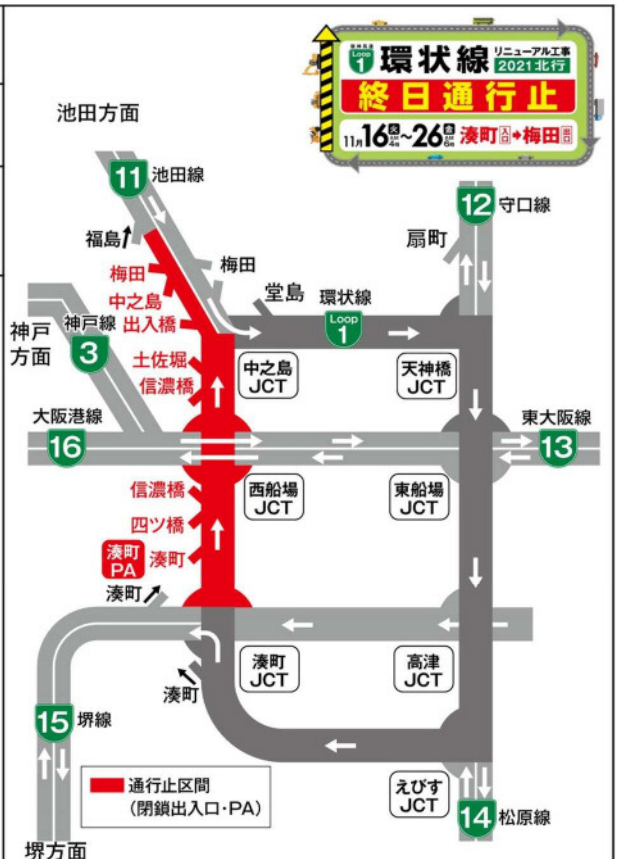 阪神高速
Loop
1
環状線
リニューアル工事
2021北行
終日通行止
11月16火AM4時〜26金AM6時 湊町入口→梅田出口
池田方面
11
池田線
12
守口線
福島
扇町
梅田
梅田
堂島
環状線
中之島
Loop
1
神戸線
出入橋
神戸
方面
3
土佐堀
中之島
JCT
天神橋
JCT
信濃橋
大阪港線
東大阪線
16
13
信濃橋
西船場
JCT
東船場
JCT
四ツ橋
湊町
PA
湊町
湊町
湊町
JCT
高津
JCT
湊町
15
堺線
通行止区間
(閉鎖出入口・PA)
えびす
JCT
14
松原線
堺方面